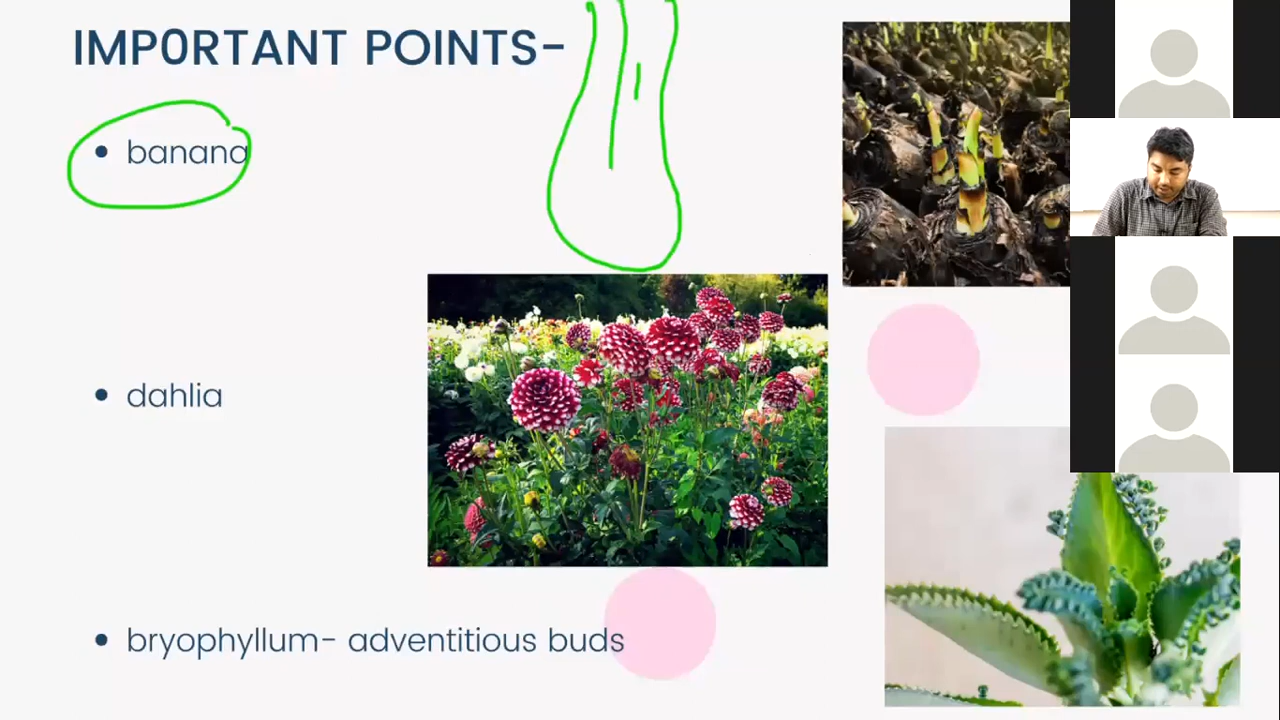 IMPORTANT POINTS-
• banana
• dahlia
• bryophyllum- adventitious buds